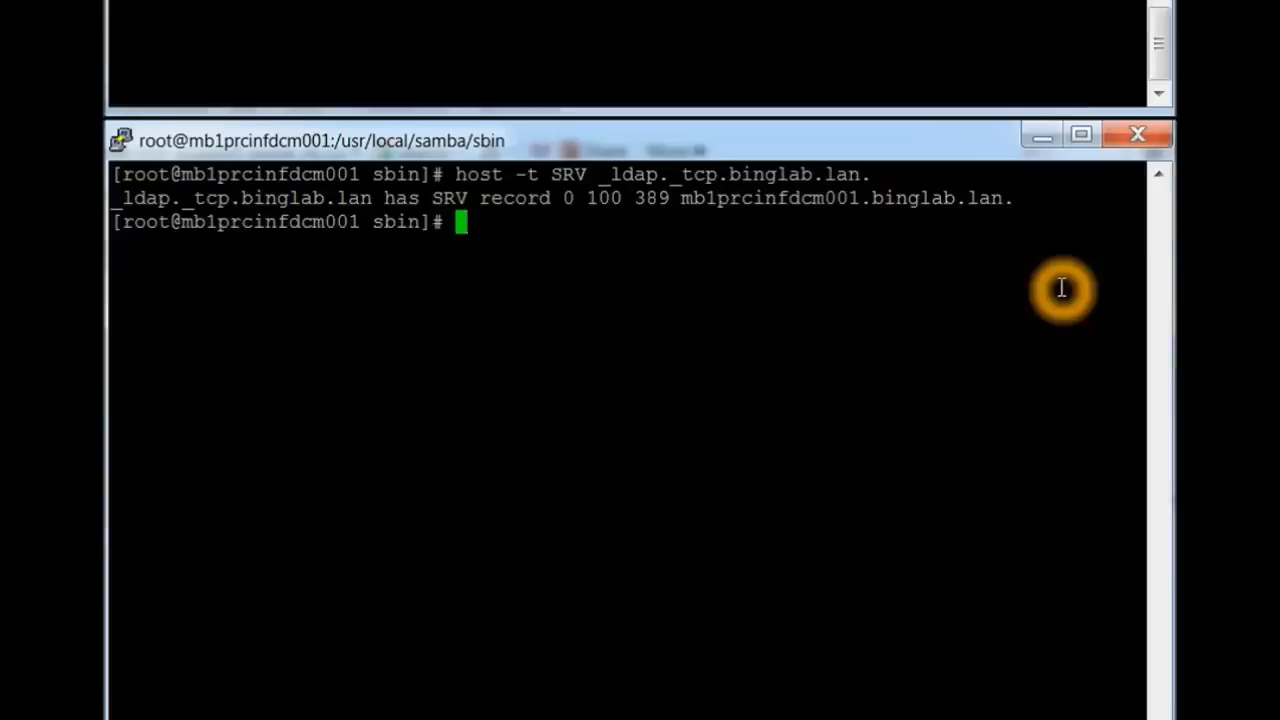 root@mb1prcinfdcm001:/usr/local/samba/sbin
[root@mb1prcinfdcm001 sbin]# host -t SRV _ldap._tcp.binglab.lan.
_ldap._tcp.binglab.lan has SRV record 0 100 389 mb1prcinfdcm001.binglab.lan.
[root@mb1prcinfdcm001 sbin]#